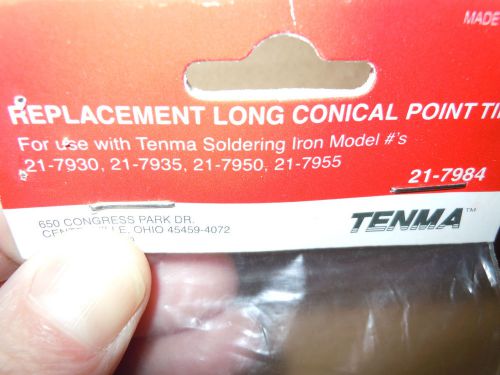 MADE
REPLACEMENT LONG CONICAL POINT TI
For use with Tenma Soldering Iron Model #'s
21-7930, 21-7935, 21-7950, 21-7955
21-7984
650 CONGRESS PARK DR.
OHIO 45459-4072
TENMA™